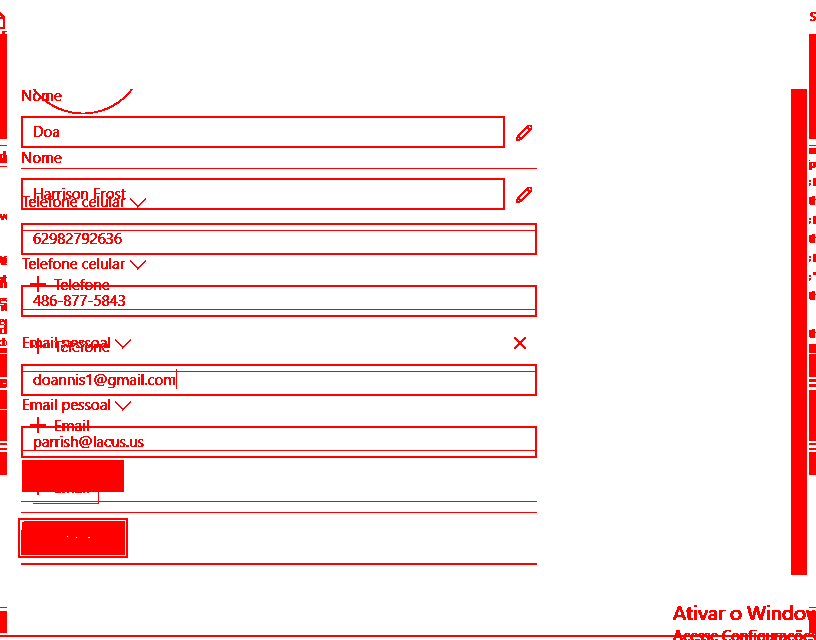 Nome
Doa
Nome
Harrison Frost
Telefone celular
62982792636
Telefone celular
Telefone
486-877-5843
Email pessoal
Telefone
doannis1@gmail.com
Email pessoal
Email
parrish@lacus.us
Email
Ativar o Window
Acesse Configurações